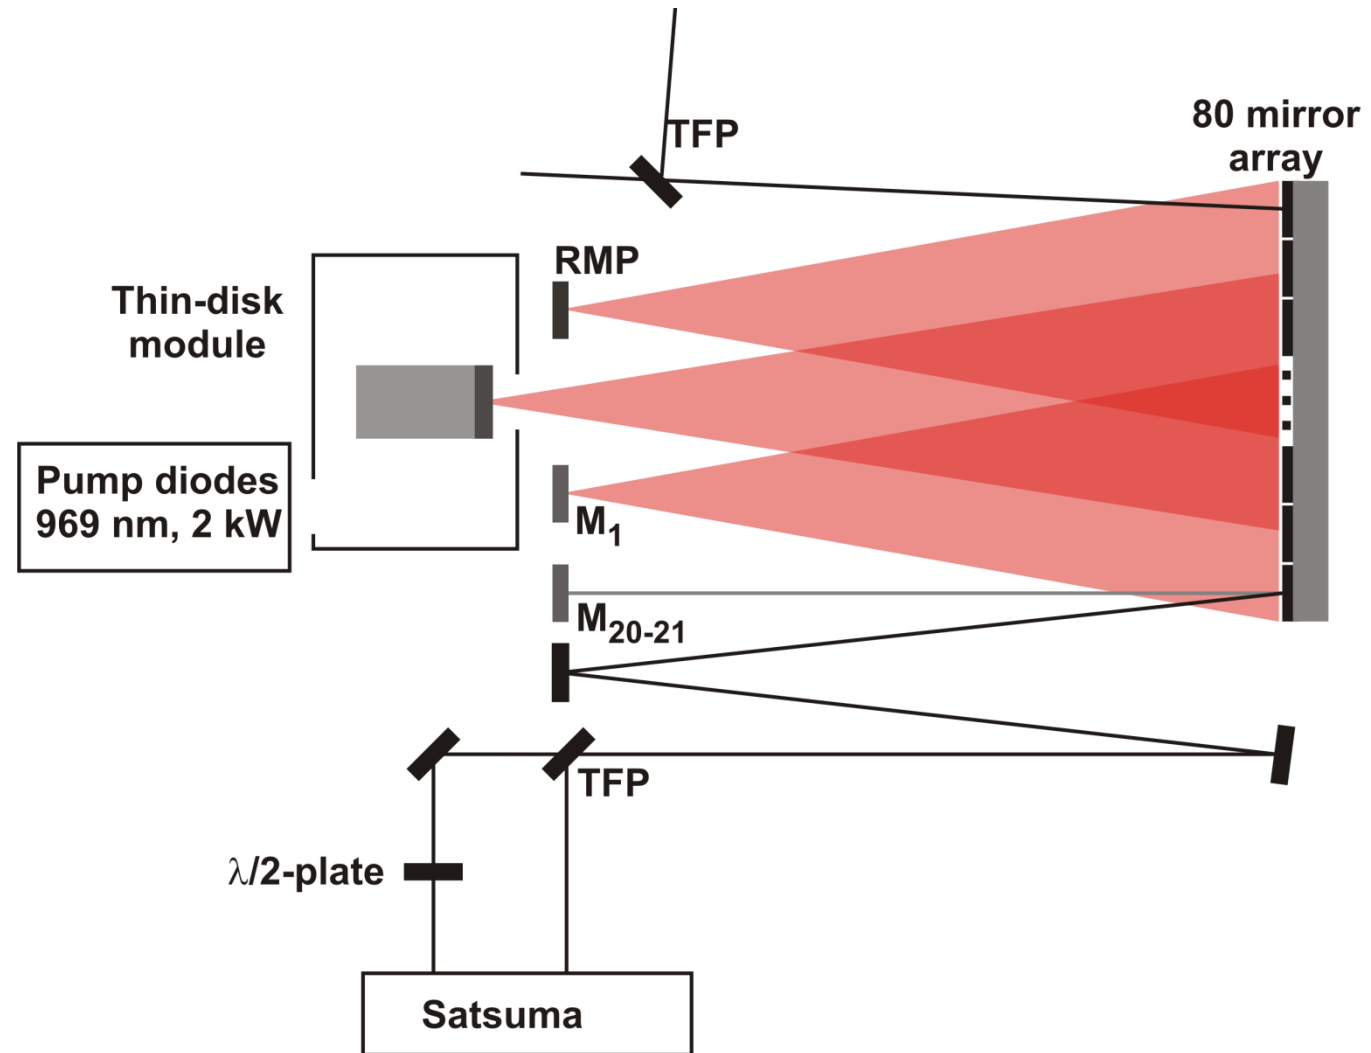 TFP
80 mirror
array
RMP
Thin-disk
module
Pump diodes
969 nm, 2 kW
M1
M20-21
TFP
λ/2-plate
Satsuma